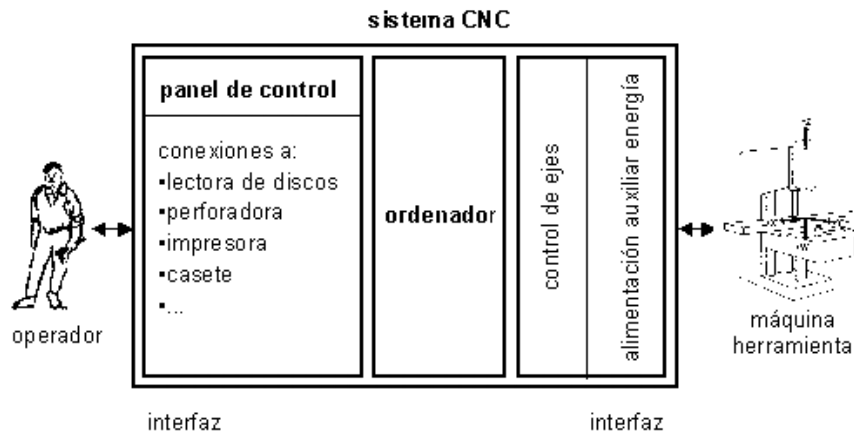 sistema CNC
panel de control
conexiones a:
▪lectora de discos
▪perforadora
▪impresora
▪casete
▪...
ordenador
control de ejes
alimentación auxiliar energía
operador
máquina
herramienta
interfaz
interfaz